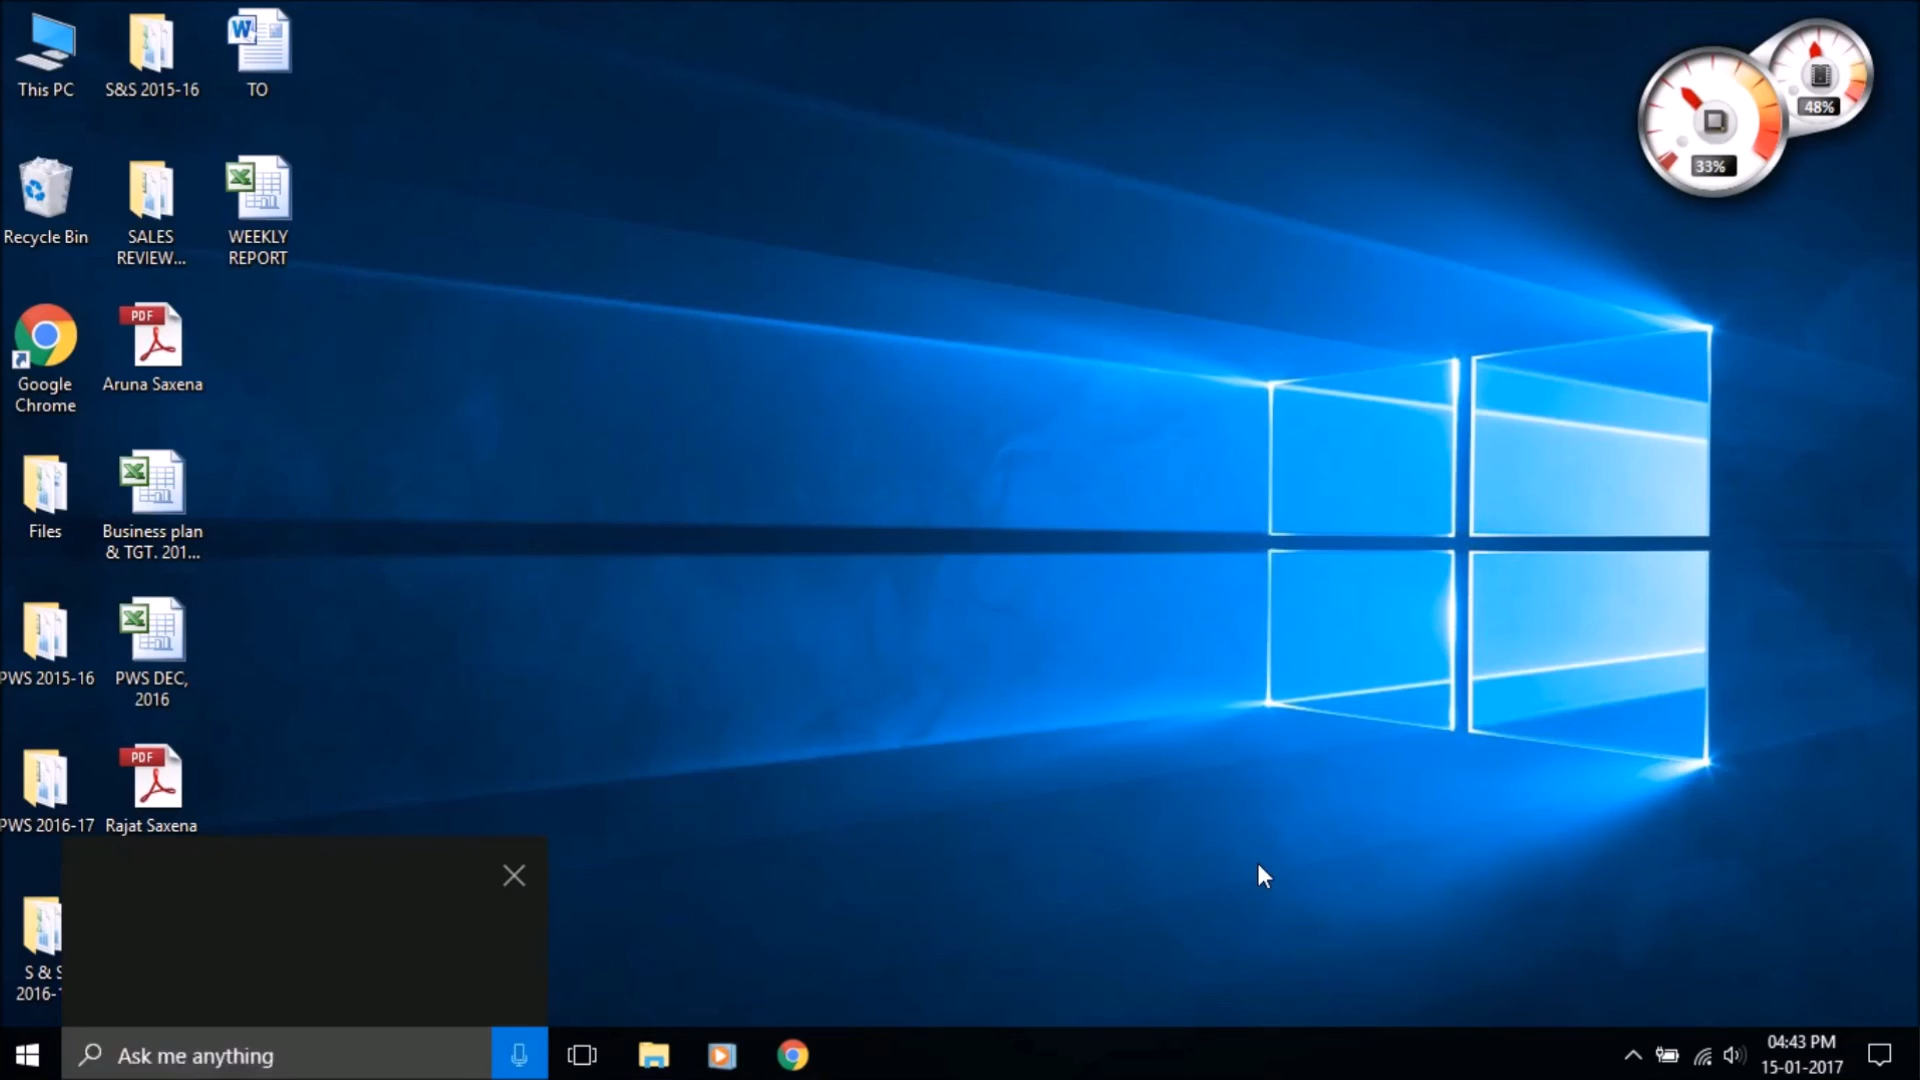 This PC
S&S 2015-16
TO
Recycle Bin
SALES
REVIEW...
WEEKLY
REPORT
Google
Chrome
PDF
Aruna Saxena
Files
Business plan
& TGT. 201...
PWS 2015-16
PWS DEC,
2016
PWS 2016-17
PDF
Rajat Saxena
S & S
2016-1
48%
33%
Ask me anything
04:43 PM
15-01-2017